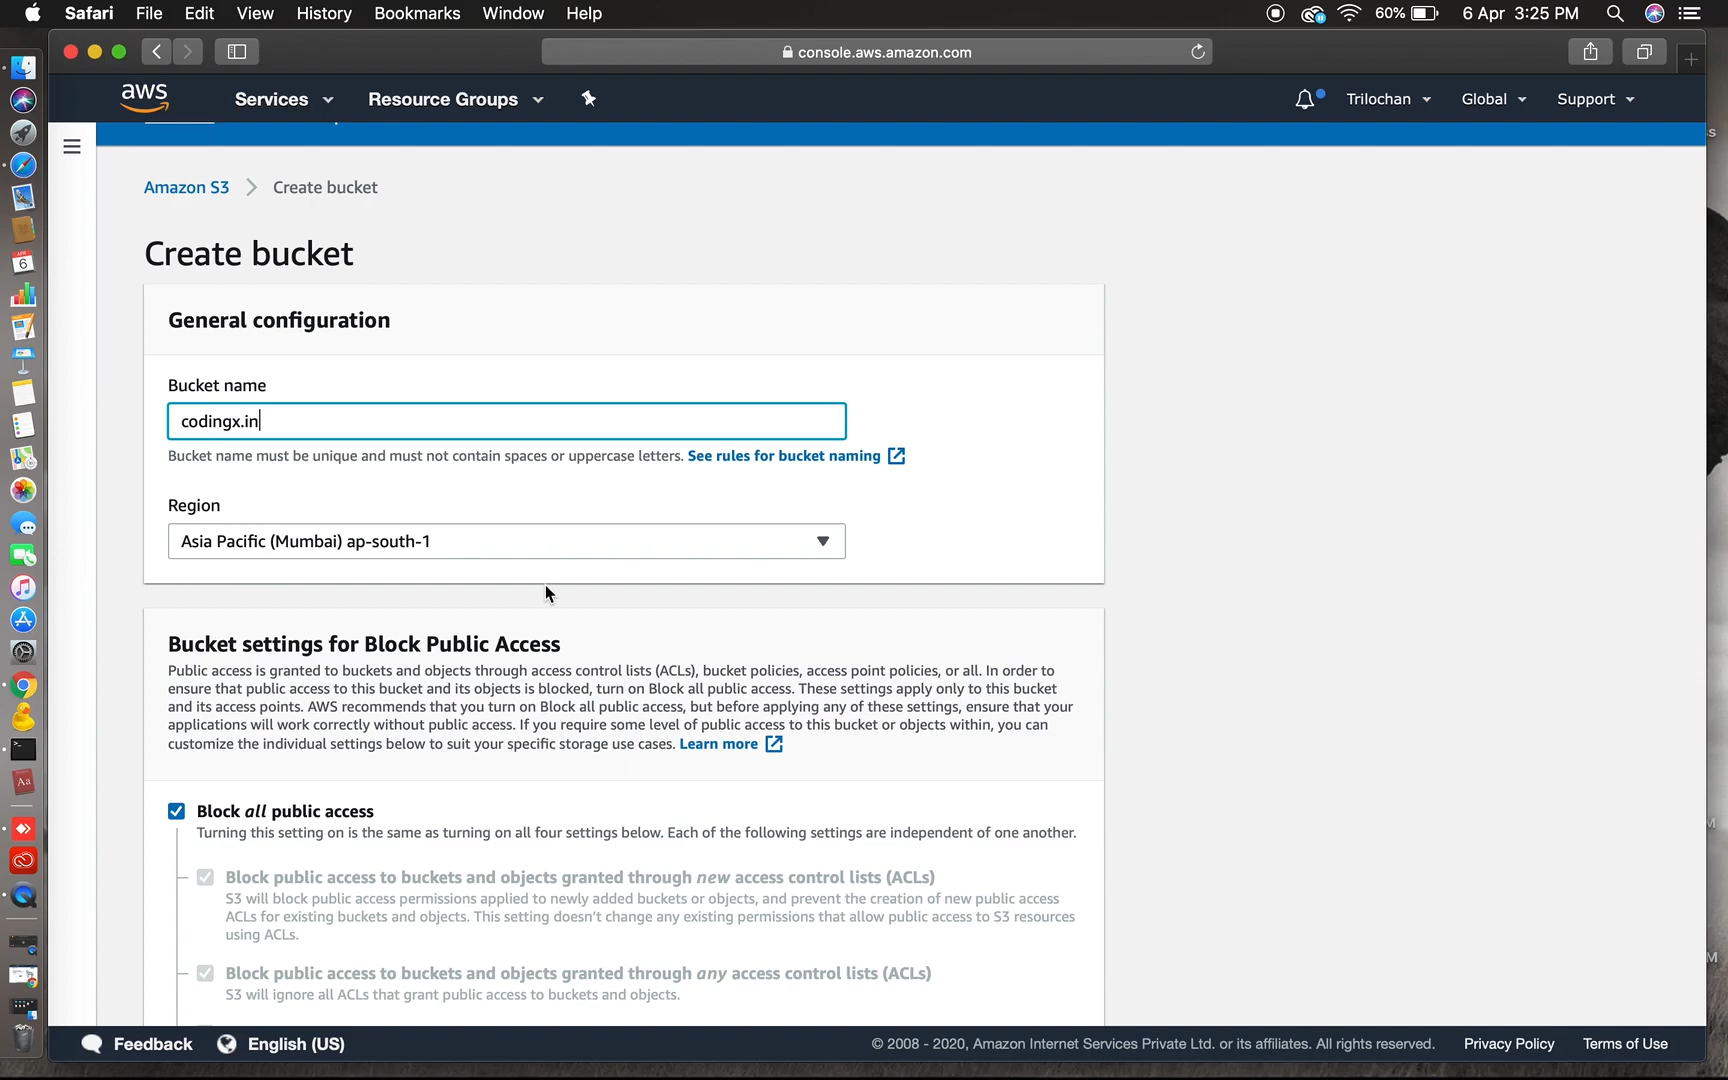 Safari File Edit View History Bookmarks Window Help 60% 6 Apr 3:25 PM
console.aws.amazon.com
aws Services Resource Groups Trilochan Global Support
Amazon S3 Create bucket
Create bucket
General configuration
Bucket name
codingx.in
Bucket name must be unique and must not contain spaces or uppercase letters. See rules for bucket naming
Region
Asia Pacific (Mumbai) ap-south-1
Bucket settings for Block Public Access
Public access is granted to buckets and objects through access control lists (ACLs), bucket policies, access point policies, or all. In order to
ensure that public access to this bucket and its objects is blocked, turn on Block all public access. These settings apply only to this bucket
and its access points. AWS recommends that you turn on Block all public access, but before applying any of these settings, ensure that your
applications will work correctly without public access. If you require some level of public access to this bucket or objects within, you can
customize the individual settings below to suit your specific storage use cases. Learn more
Block all public access
Turning this setting on is the same as turning on all four settings below. Each of the following settings are independent of one another.
Block public access to buckets and objects granted through new access control lists (ACLs)
S3 will block public access permissions applied to newly added buckets or objects, and prevent the creation of new public access
ACLs for existing buckets and objects. This setting doesn't change any existing permissions that allow public access to S3 resources
using ACLs.
Block public access to buckets and objects granted through any access control lists (ACLs)
S3 will ignore all ACLs that grant public access to buckets and objects.
Feedback English (US) © 2008 - 2020, Amazon Internet Services Private Ltd. or its affiliates. All rights reserved. Privacy Policy Terms of Use